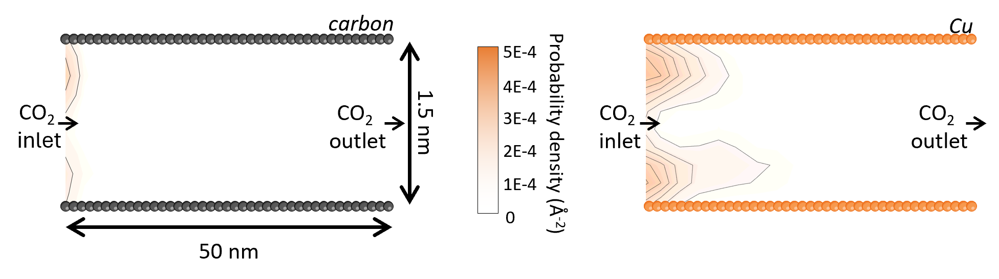 carbon
CO2
inlet
CO2
outlet
1.5 nm
50 nm
5E-4
4E-4
3E-4
2E-4
1E-4
0
Probability density (Å-2)
Cu
CO2
inlet
CO2
outlet